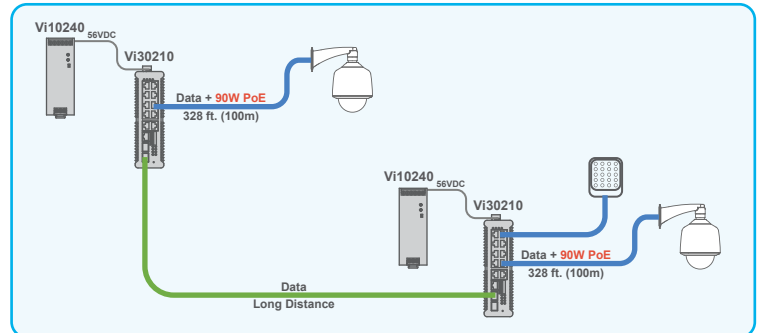 Vi10240
56VDC
Vi30210
Data + 90W PoE
328 ft. (100m)
Vi10240
56VDC
Vi30210
Data + 90W PoE
328 ft. (100m)
Data
Long Distance